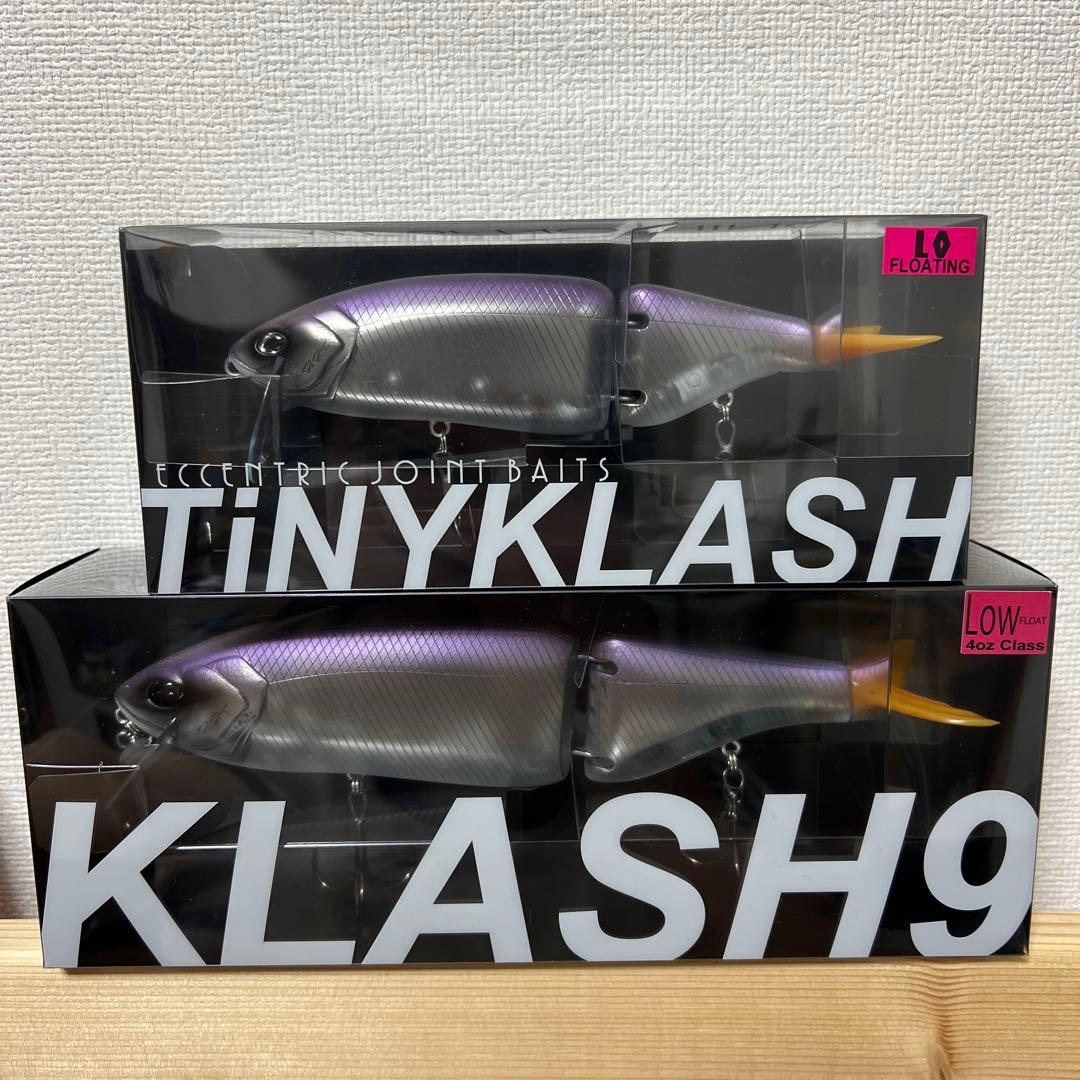 LO
FLOATING
ECCENTRIC JOINT BAITS
TiNYKLASH
LOW FLOAT
4oz Class
KLASH9